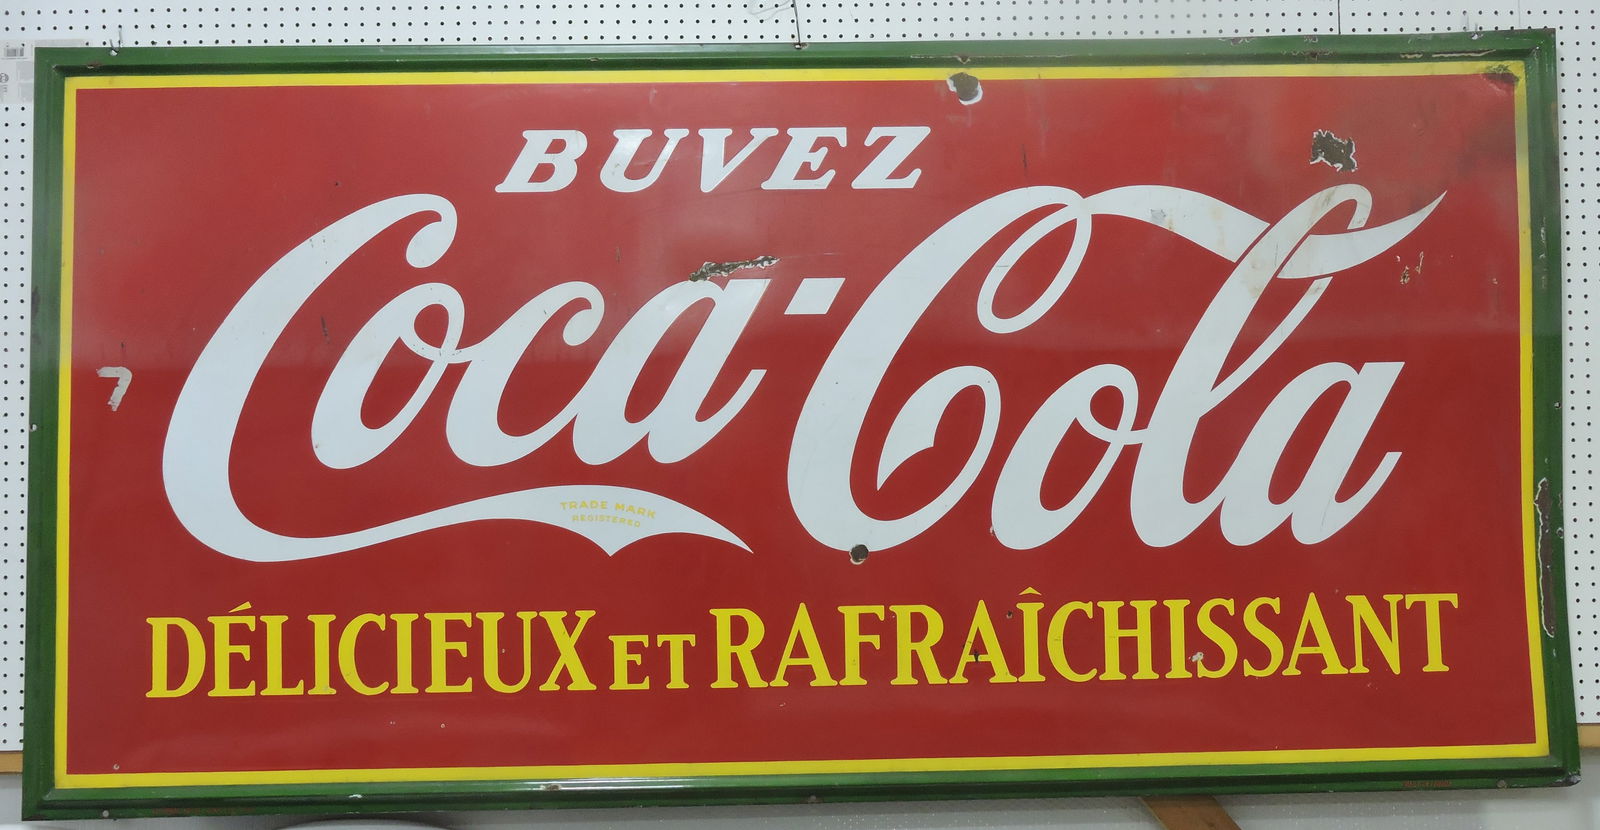 BUVEZ
Coca-Cola
TRADE MARK
REGISTERED
DÉLICIEUX ET RAFRAÎCHISSANT